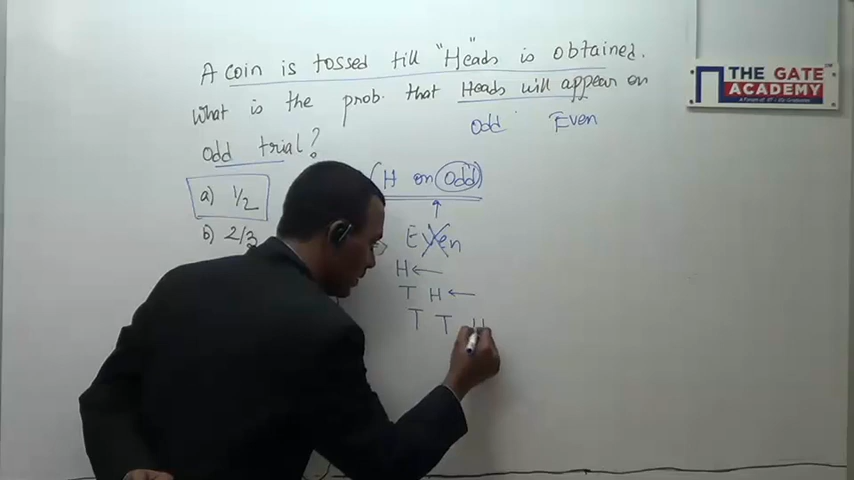 A coin is tossed till "Heads" is obtained.
What is the prob. that Heads will appear on
odd trial?
odd Even
a) 1/2
b) 2/3
(H on Odd)
Even
H ←
T H ←
T T H
THE GATE
ACADEMY